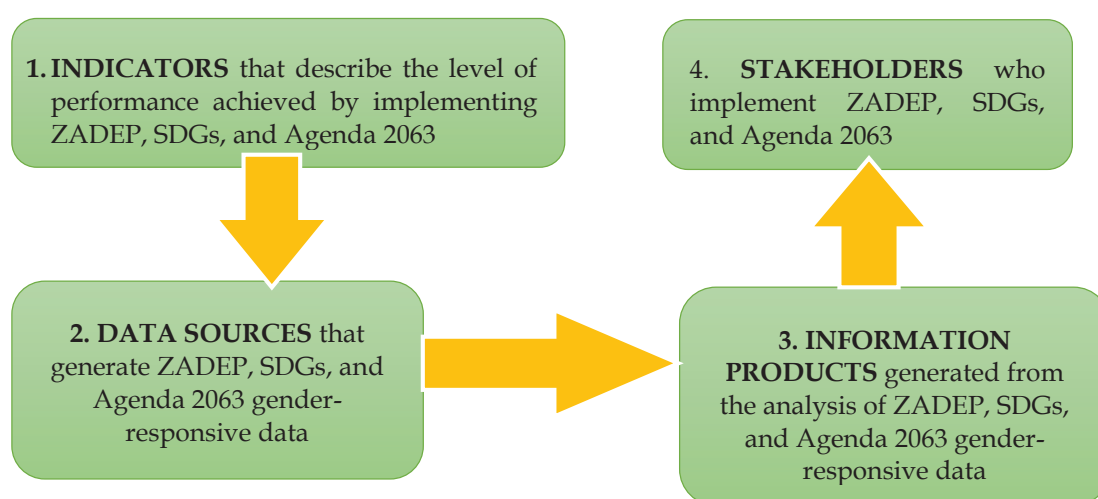 1. INDICATORS that describe the level of
performance achieved by implementing
ZADEP, SDGs, and Agenda 2063
4. STAKEHOLDERS who
implement ZADEP, SDGs,
and Agenda 2063
2. DATA SOURCES that
generate ZADEP, SDGs, and
Agenda 2063 gender-
responsive data
3. INFORMATION
PRODUCTS generated from
the analysis of ZADEP, SDGs,
and Agenda 2063 gender-
responsive data